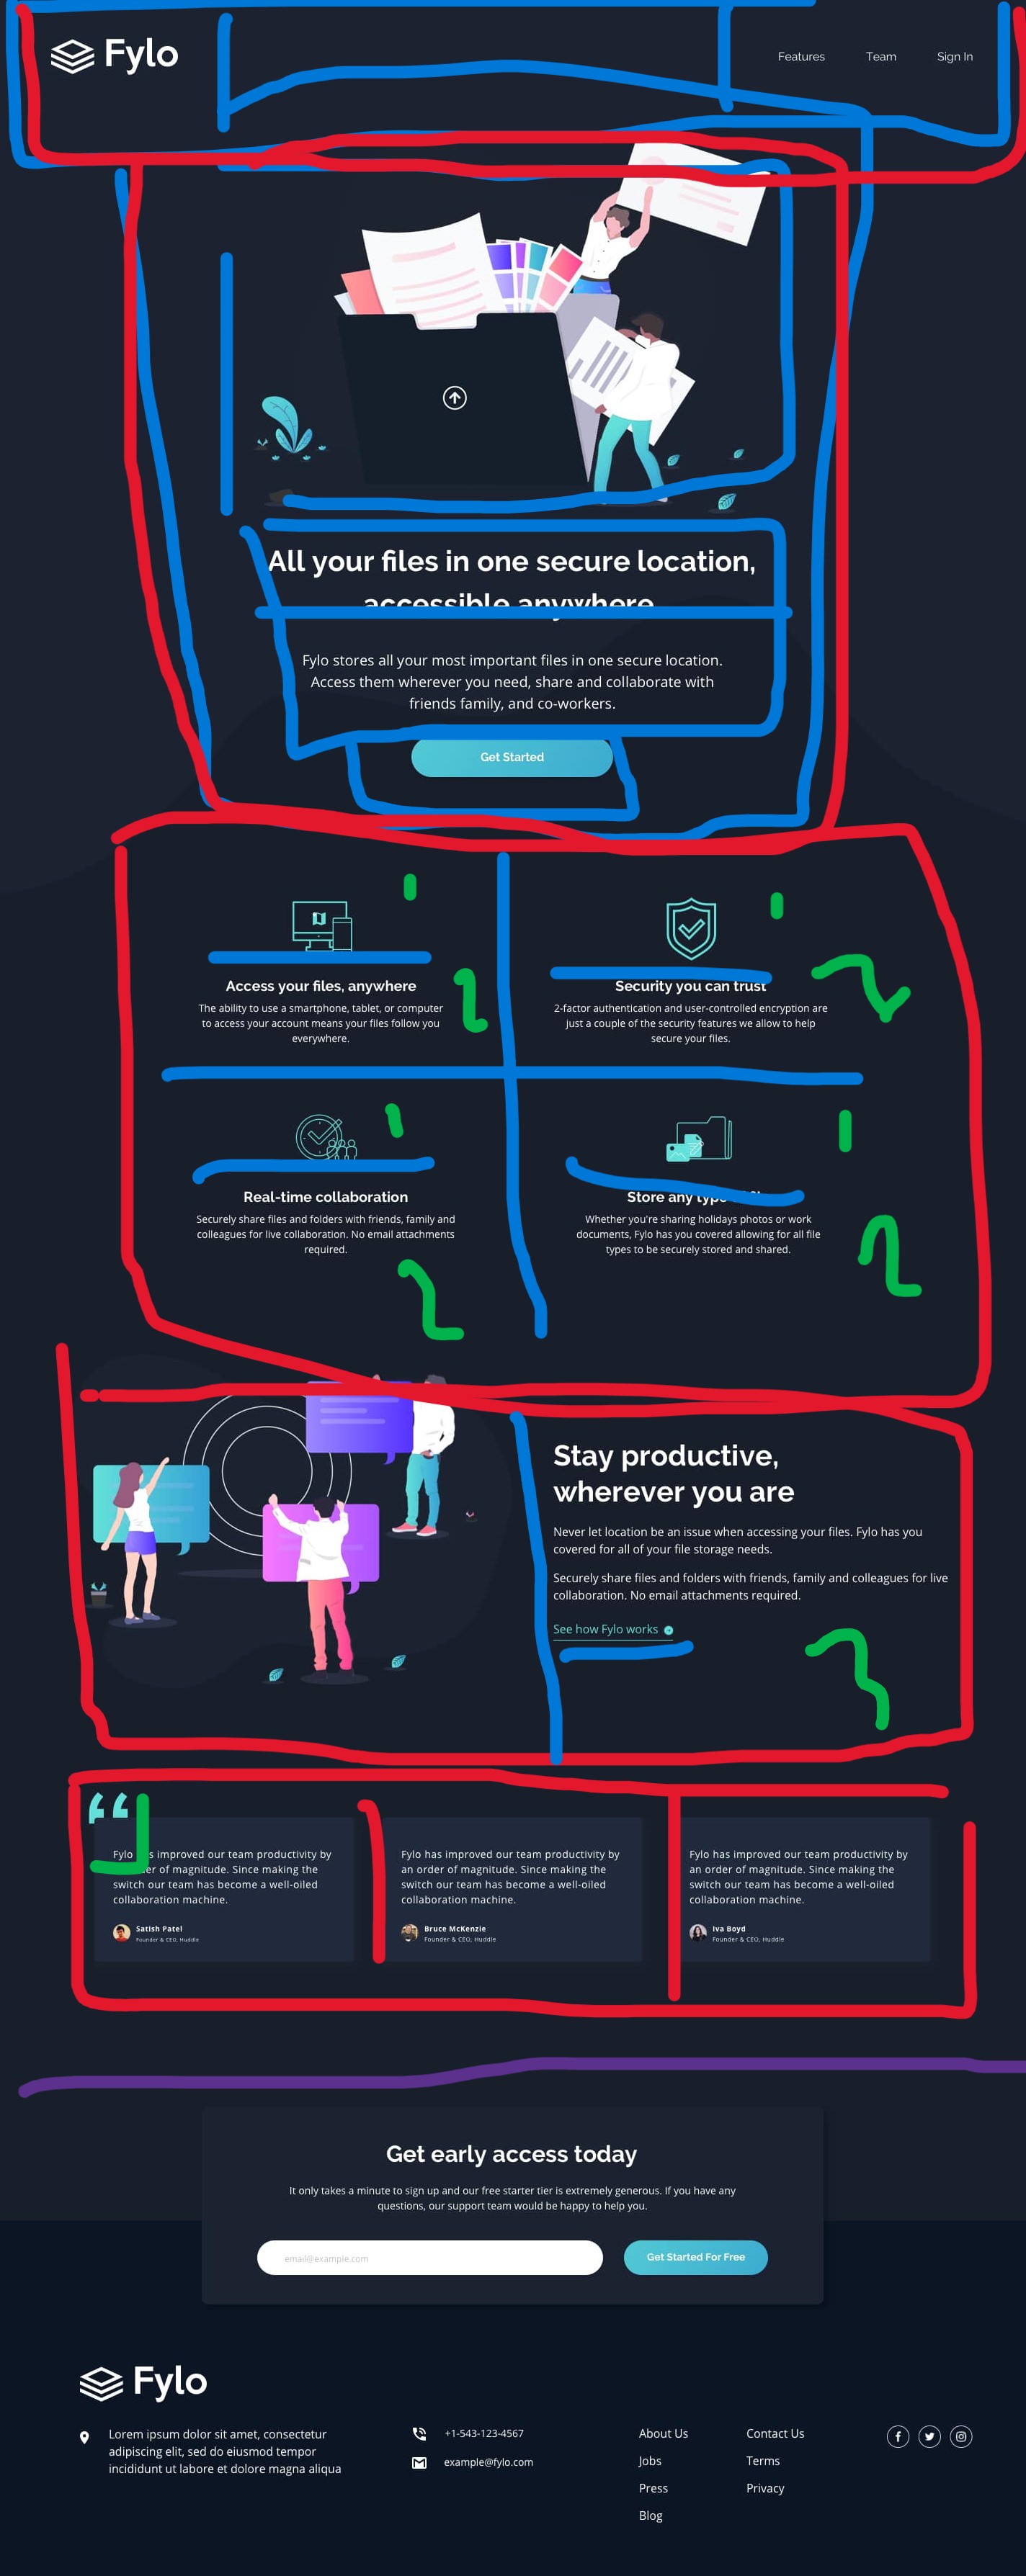 Fylo
Features
Team
Sign In
All your files in one secure location,
accessible anywhere
Fylo stores all your most important files in one secure location.
Access them wherever you need, share and collaborate with
friends family, and co-workers.
Get Started
Access your files, anywhere
The ability to use a smartphone, tablet, or computer
to access your account means your files follow you
everywhere.
1
2
Security you can trust
2-factor authentication and user-controlled encryption are
just a couple of the security features we allow to help
secure your files.
1
2
Real-time collaboration
Securely share files and folders with friends, family and
colleagues for live collaboration. No email attachments
required.
1
2
Store any type
Whether you're sharing holidays photos or work
documents, Fylo has you covered allowing for all file
types to be securely stored and shared.
1
2
Stay productive,
wherever you are
Never let location be an issue when accessing your files. Fylo has you
covered for all of your file storage needs.
Securely share files and folders with friends, family and colleagues for live
collaboration. No email attachments required.
See how Fylo works
“
Fylo has improved our team productivity by
order of magnitude. Since making the
switch our team has become a well-oiled
collaboration machine.
Satish Patel
Founder & CEO, Huddle
Fylo has improved our team productivity by
an order of magnitude. Since making the
switch our team has become a well-oiled
collaboration machine.
Bruce McKenzie
Founder & CEO, Huddle
Fylo has improved our team productivity by
an order of magnitude. Since making the
switch our team has become a well-oiled
collaboration machine.
Iva Boyd
Founder & CEO, Huddle
Get early access today
It only takes a minute to sign up and our free starter tier is extremely generous. If you have any
questions, our support team would be happy to help you.
email@example.com
Get Started For Free
Fylo
Lorem ipsum dolor sit amet, consectetur
adipiscing elit, sed do eiusmod tempor
incididunt ut labore et dolore magna aliqua
+1-543-123-4567
example@fylo.com
About Us
Jobs
Press
Blog
Contact Us
Terms
Privacy